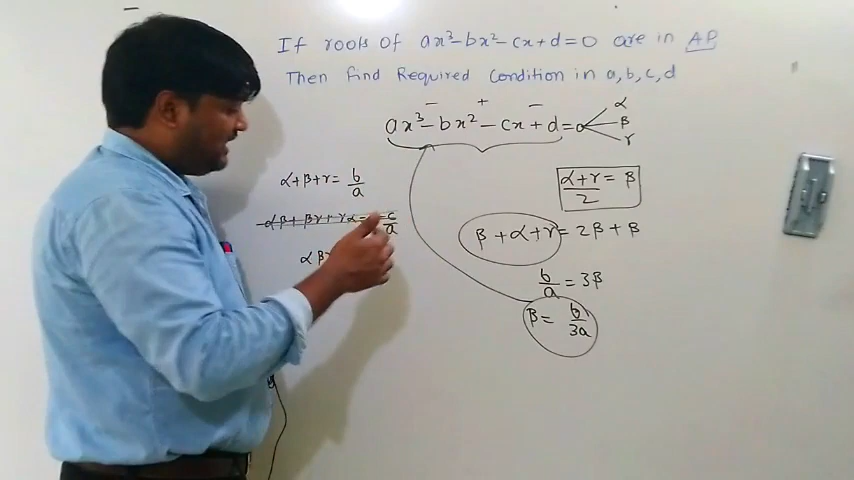 If roots of ax³-bx²-cx+d=0 are in AP
Then find Required Condition in a,b,c,d
- + -
ax³-bx²-cx+d=0
α
β
γ
α+β+γ= b/a
αβ+βγ+γα=-c/a
αβ
(α+γ)/2 = β
β+α+γ=2β+β
b/a = 3β
β= b/3a